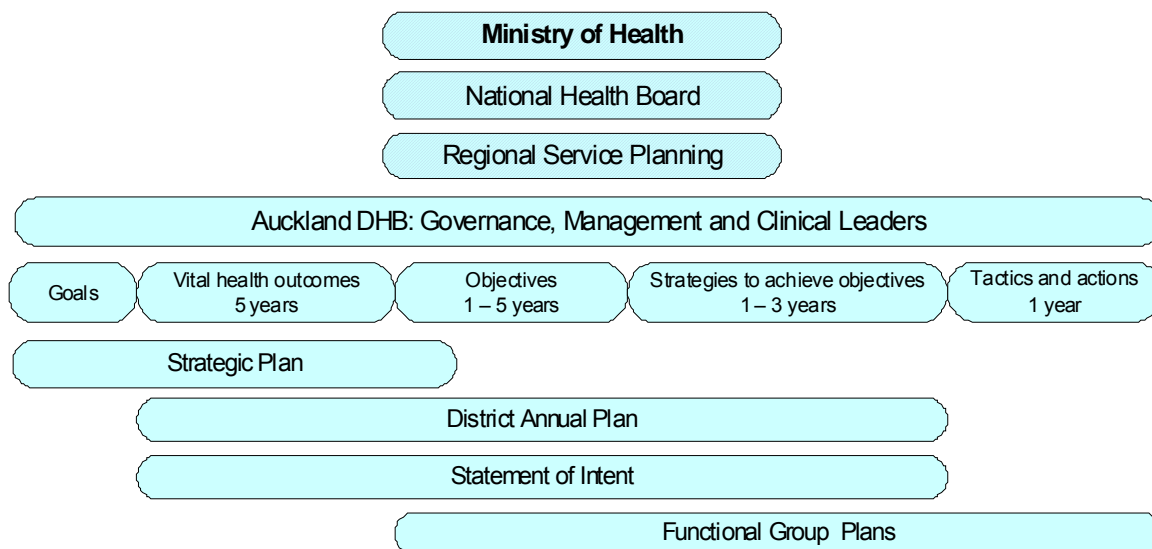 Ministry of Health
National Health Board
Regional Service Planning
Auckland DHB: Governance, Management and Clinical Leaders
Goals
Vital health outcomes
5 years
Objectives
1 – 5 years
Strategies to achieve objectives
1 – 3 years
Tactics and actions
1 year
Strategic Plan
District Annual Plan
Statement of Intent
Functional Group Plans